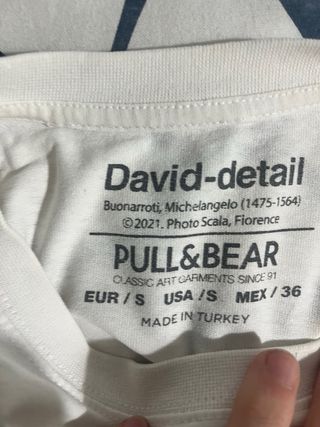 David-detail
Buonarroti, Michelangelo (1475-1564)
©2021. Photo Scala, Florence
PULL&BEAR
CLASSIC ART GARMENTS SINCE 91
EUR / S USA / S MEX / 36
MADE IN TURKEY